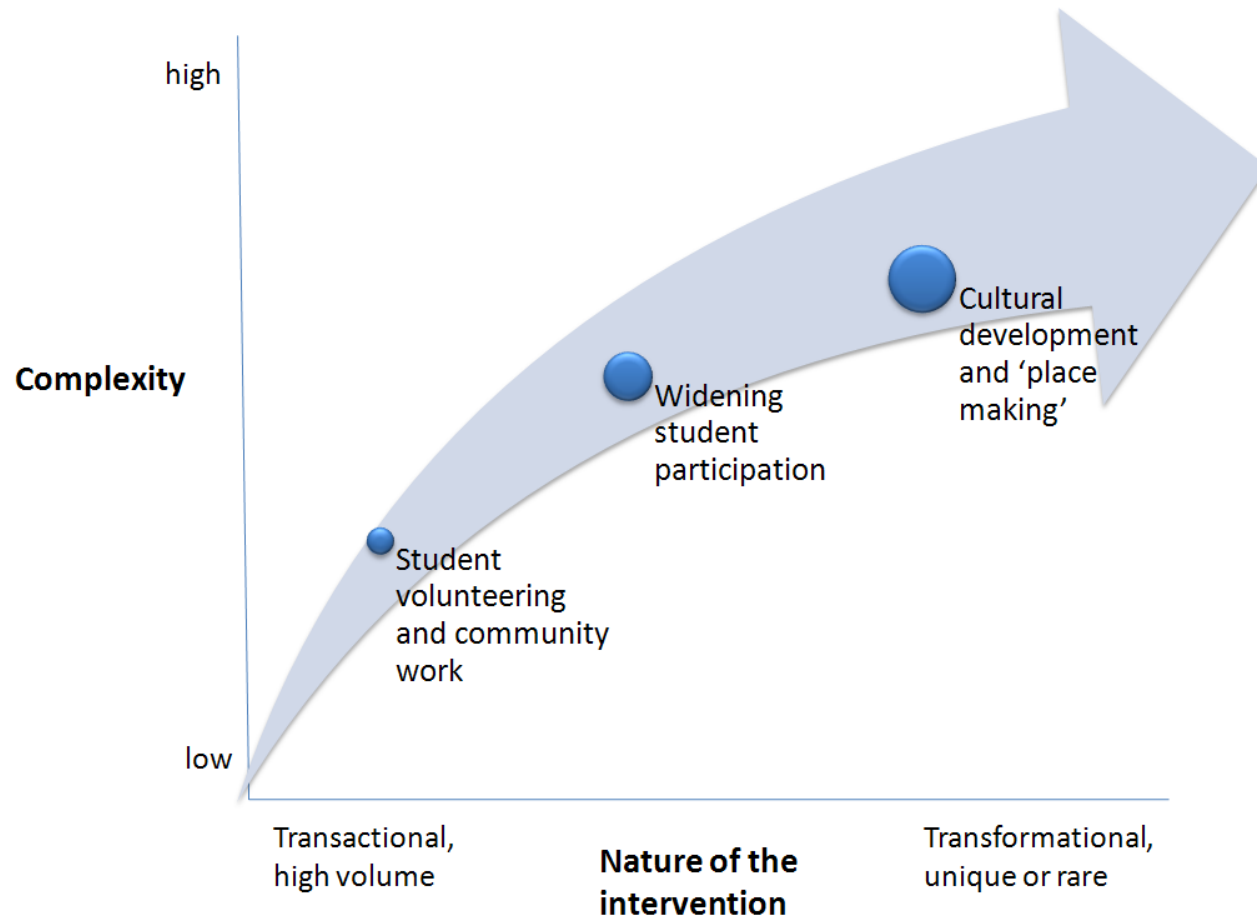 high
Complexity
low
Cultural
development
and ‘place
making’
Widening
student
participation
Student
volunteering
and community
work
Transactional,
high volume
Nature of the
intervention
Transformational,
unique or rare